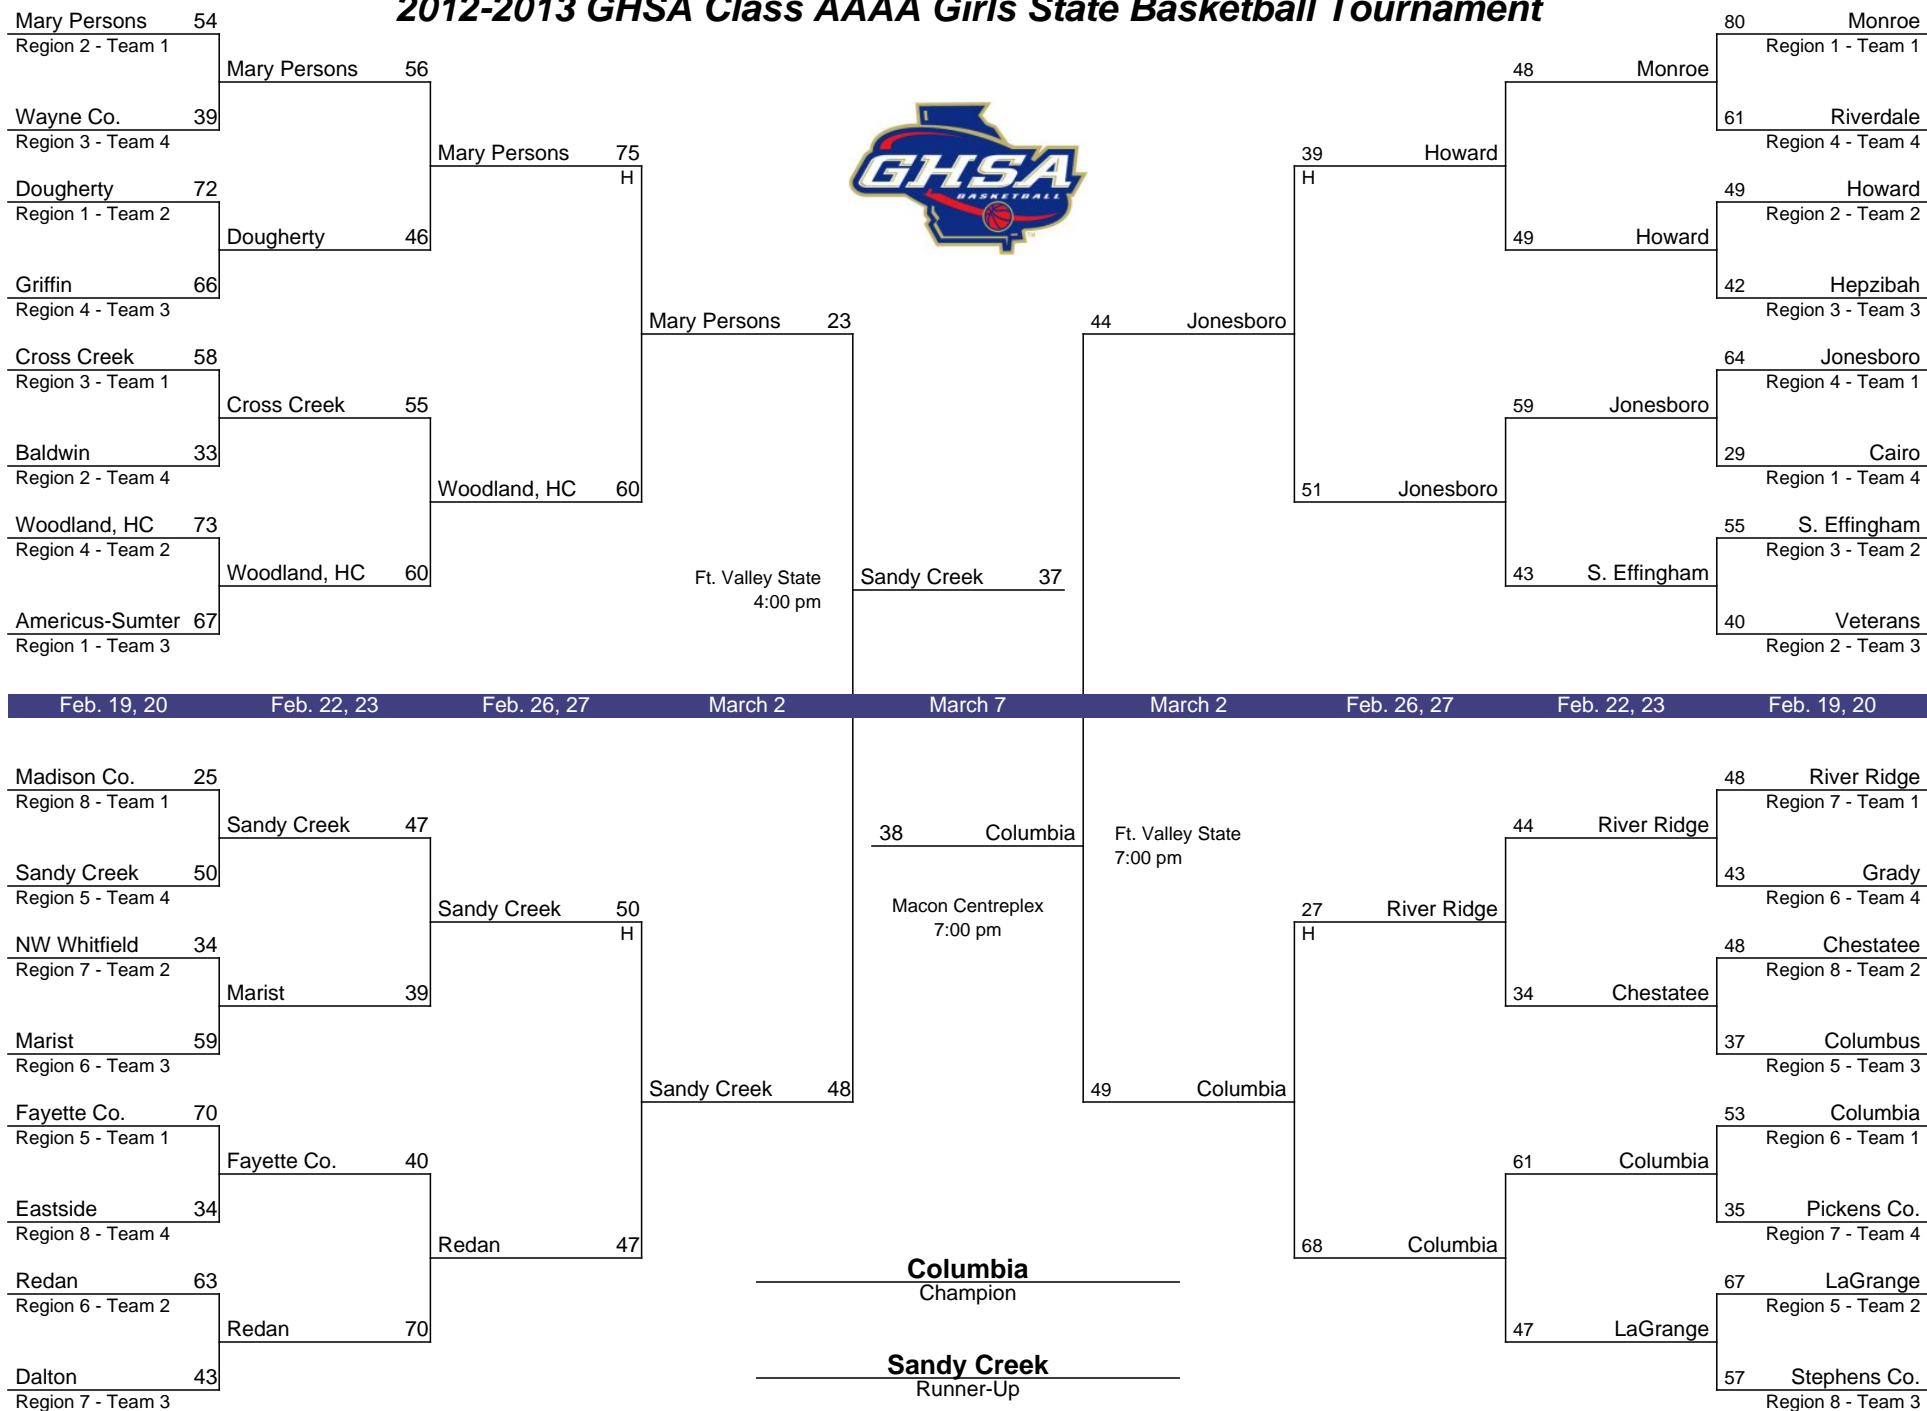 2012-2013 GHSA Class AAAA Girls State Basketball Tournament
Mary Persons 54
Region 2 - Team 1
Wayne Co. 39
Region 3 - Team 4
Dougherty 72
Region 1 - Team 2
Griffin 66
Region 4 - Team 3
Cross Creek 58
Region 3 - Team 1
Baldwin 33
Region 2 - Team 4
Woodland, HC 73
Region 4 - Team 2
Americus-Sumter 67
Region 1 - Team 3
Mary Persons 56
Dougherty 46
Cross Creek 55
Woodland, HC 60
Mary Persons 75
H
Woodland, HC 60
Mary Persons 23
Ft. Valley State
4:00 pm
Sandy Creek 37
GHSA
BASKETBALL
TM
44 Jonesboro
39 Howard
H
51 Jonesboro
48 Monroe
49 Howard
59 Jonesboro
43 S. Effingham
80 Monroe
Region 1 - Team 1
61 Riverdale
Region 4 - Team 4
49 Howard
Region 2 - Team 2
42 Hepzibah
Region 3 - Team 3
64 Jonesboro
Region 4 - Team 1
29 Cairo
Region 1 - Team 4
55 S. Effingham
Region 3 - Team 2
40 Veterans
Region 2 - Team 3
Feb. 19, 20 Feb. 22, 23 Feb. 26, 27 March 2 March 7 March 2 Feb. 26, 27 Feb. 22, 23 Feb. 19, 20
Madison Co. 25
Region 8 - Team 1
Sandy Creek 50
Region 5 - Team 4
NW Whitfield 34
Region 7 - Team 2
Marist 59
Region 6 - Team 3
Fayette Co. 70
Region 5 - Team 1
Eastside 34
Region 8 - Team 4
Redan 63
Region 6 - Team 2
Dalton 43
Region 7 - Team 3
Sandy Creek 47
Marist 39
Fayette Co. 40
Redan 70
Sandy Creek 50
H
Redan 47
Sandy Creek 48
38 Columbia
Macon Centreplex
7:00 pm
Ft. Valley State
7:00 pm
49 Columbia
27 River Ridge
H
68 Columbia
44 River Ridge
34 Chestatee
61 Columbia
47 LaGrange
48 River Ridge
Region 7 - Team 1
43 Grady
Region 6 - Team 4
48 Chestatee
Region 8 - Team 2
37 Columbus
Region 5 - Team 3
53 Columbia
Region 6 - Team 1
35 Pickens Co.
Region 7 - Team 4
67 LaGrange
Region 5 - Team 2
57 Stephens Co.
Region 8 - Team 3
Columbia
Champion
Sandy Creek
Runner-Up